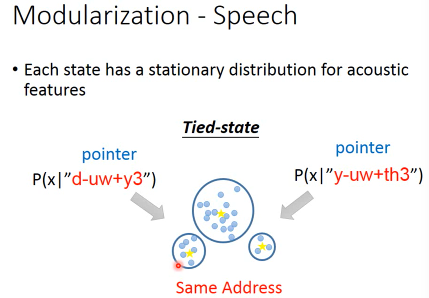 Modularization - Speech
• Each state has a stationary distribution for acoustic
features
Tied-state
pointer
P(x|"d-uw+y3")
pointer
P(x|"y-uw+th3")
Same Address